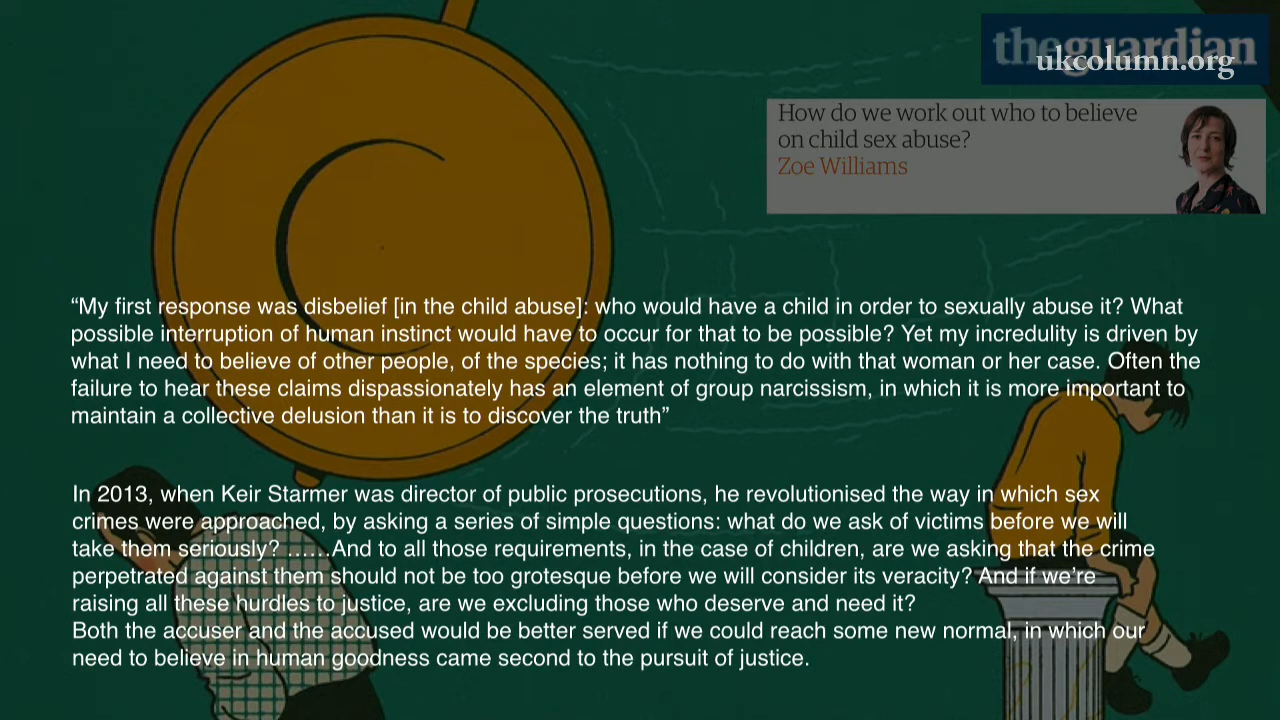 theguardian
ukcolumn.org
How do we work out who to believe
on child sex abuse?
Zoe Williams
“My first response was disbelief [in the child abuse]: who would have a child in order to sexually abuse it? What
possible interruption of human instinct would have to occur for that to be possible? Yet my incredulity is driven by
what I need to believe of other people, of the species; it has nothing to do with that woman or her case. Often the
failure to hear these claims dispassionately has an element of group narcissism, in which it is more important to
maintain a collective delusion than it is to discover the truth”
In 2013, when Keir Starmer was director of public prosecutions, he revolutionised the way in which sex
crimes were approached, by asking a series of simple questions: what do we ask of victims before we will
take them seriously? ……And to all those requirements, in the case of children, are we asking that the crime
perpetrated against them should not be too grotesque before we will consider its veracity? And if we’re
raising all these hurdles to justice, are we excluding those who deserve and need it?
Both the accuser and the accused would be better served if we could reach some new normal, in which our
need to believe in human goodness came second to the pursuit of justice.